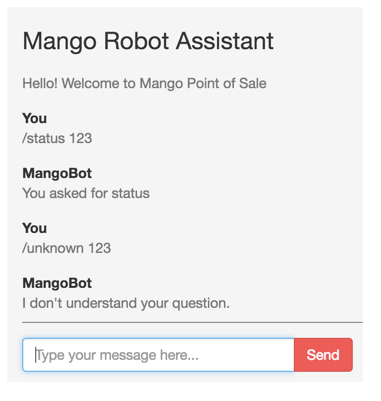 Mango Robot Assistant
Hello! Welcome to Mango Point of Sale
You
/status 123
MangoBot
You asked for status
You
/unknown 123
MangoBot
I don't understand your question.
Type your message here... Send